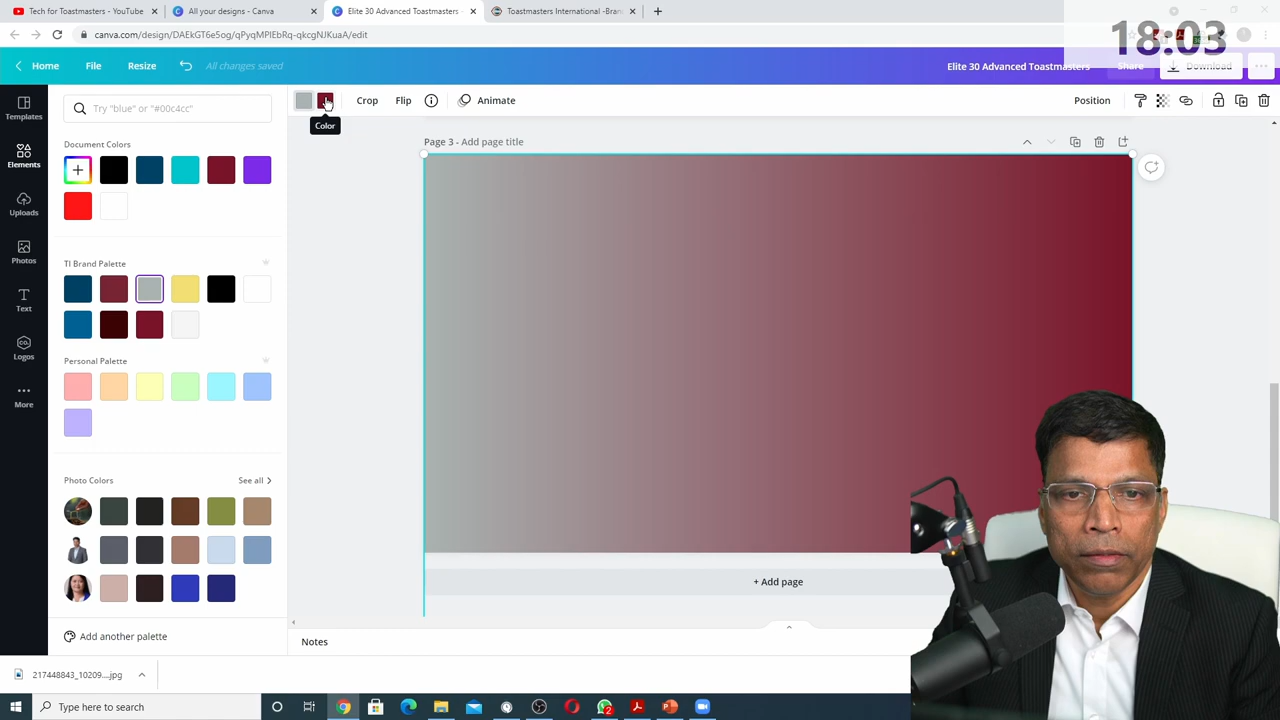 Tech for Toastmasters - YouTube
All your designs - Canva
Elite 30 Advanced Toastmasters -
Toastmasters International -Bran
canva.com/design/DAEkGT6e5og/qPyqMPlEbRq-qkcgNJKuaA/edit
18:03
Home
File
Resize
All changes saved
Elite 30 Advanced Toastmasters
Share
Download
Templates
Elements
Uploads
Photos
Text
Logos
More
Try "blue" or "#00c4cc"
Crop
Flip
Animate
Position
Color
Document Colors
TI Brand Palette
Personal Palette
Photo Colors
See all
Add another palette
Page 3 - Add page title
+ Add page
Notes
217448843_10209....jpg
Type here to search